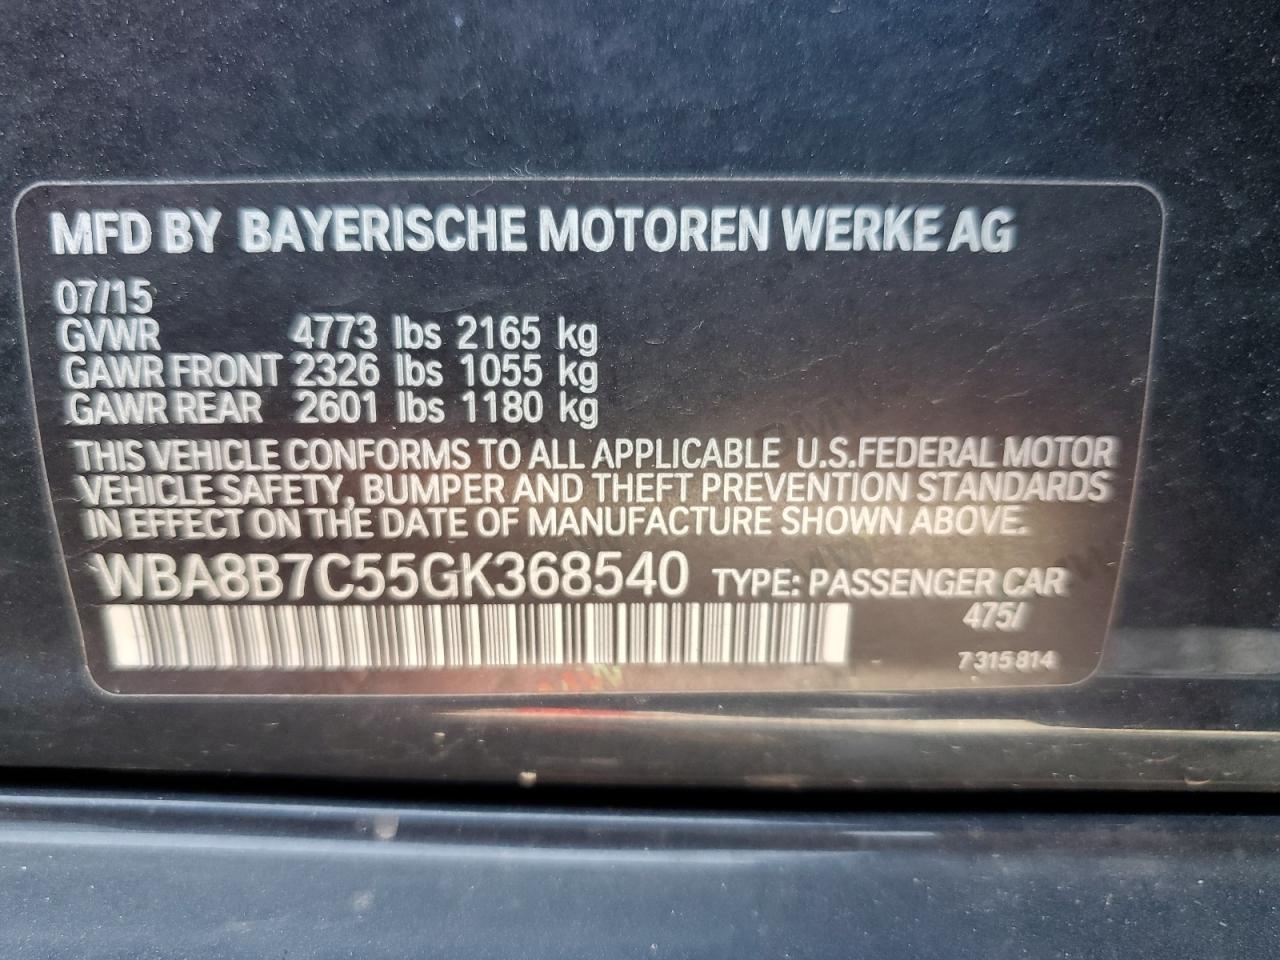 MFD BY BAYERISCHE MOTOREN WERKE AG
07/15
GVWR 4773 lbs 2165 kg
GAWR FRONT 2326 lbs 1055 kg
GAWR REAR 2601 lbs 1180 kg
THIS VEHICLE CONFORMS TO ALL APPLICABLE U.S.FEDERAL MOTOR
VEHICLE SAFETY, BUMPER AND THEFT PREVENTION STANDARDS
IN EFFECT ON THE DATE OF MANUFACTURE SHOWN ABOVE.
WBA8B7C55GK368540 TYPE: PASSENGER CAR
475/
7 315 814